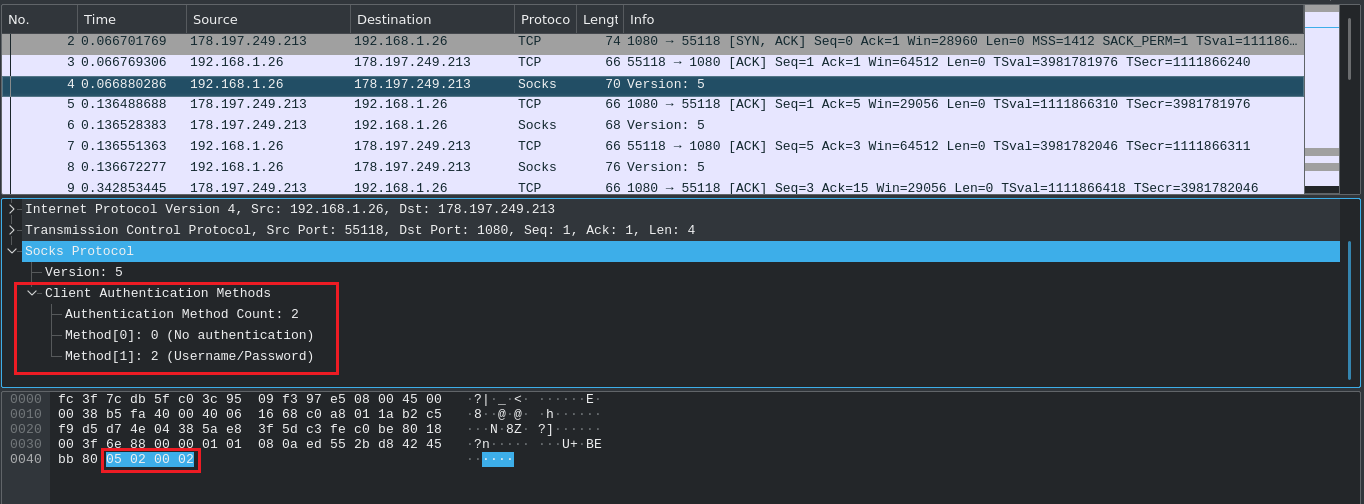 No. Time Source Destination Protoco Lengt Info
2 0.066701769 178.197.249.213 192.168.1.26 TCP 74 1080 → 55118 [SYN, ACK] Seq=0 Ack=1 Win=28960 Len=0 MSS=1412 SACK_PERM=1 TSval=111186…
3 0.066769306 192.168.1.26 178.197.249.213 TCP 66 55118 → 1080 [ACK] Seq=1 Ack=1 Win=64512 Len=0 TSval=3981781976 TSecr=1111866240
4 0.066880286 192.168.1.26 178.197.249.213 Socks 70 Version: 5
5 0.136488688 178.197.249.213 192.168.1.26 TCP 66 1080 → 55118 [ACK] Seq=1 Ack=5 Win=29056 Len=0 TSval=1111866310 TSecr=3981781976
6 0.136528383 178.197.249.213 192.168.1.26 Socks 68 Version: 5
7 0.136551363 192.168.1.26 178.197.249.213 TCP 66 55118 → 1080 [ACK] Seq=5 Ack=3 Win=64512 Len=0 TSval=3981782046 TSecr=1111866311
8 0.136672277 192.168.1.26 178.197.249.213 Socks 76 Version: 5
9 0.342853445 178.197.249.213 192.168.1.26 TCP 66 1080 → 55118 [ACK] Seq=3 Ack=15 Win=29056 Len=0 TSval=1111866418 TSecr=3981782046
Internet Protocol Version 4, Src: 192.168.1.26, Dst: 178.197.249.213
Transmission Control Protocol, Src Port: 55118, Dst Port: 1080, Seq: 1, Ack: 1, Len: 4
Socks Protocol
Version: 5
Client Authentication Methods
Authentication Method Count: 2
Method[0]: 0 (No authentication)
Method[1]: 2 (Username/Password)
0000 fc 3f 7c db 5f c0 3c 95 09 f3 97 e5 08 00 45 00 ·?|·_·<· ······E·
0010 00 38 b5 fa 40 00 40 06 16 68 c0 a8 01 1a b2 c5 ·8··@·@· ·h······
0020 f9 d5 d7 4e 04 38 5a e8 3f 5d c3 fe c0 be 80 18 ···N·8Z· ?]······
0030 00 3f 6e 88 00 00 01 01 08 0a ed 55 2b d8 42 45 ·?n····· ···U+·BE
0040 bb 80 05 02 00 02 ······